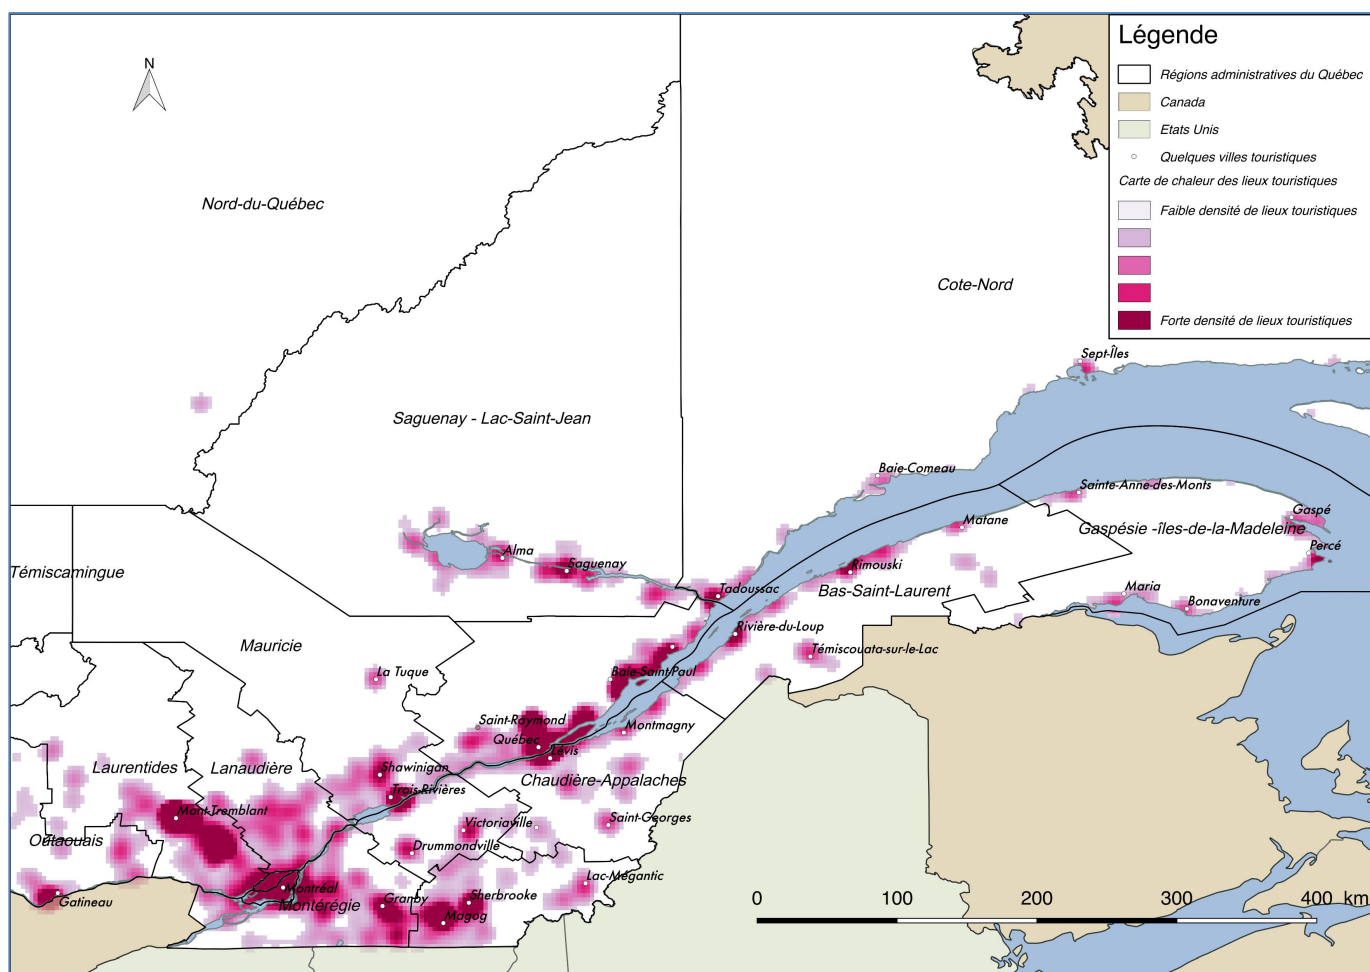 Légende
Régions administratives du Québec
Canada
Etats Unis
Quelques villes touristiques
Carte de chaleur des lieux touristiques
Faible densité de lieux touristiques
Forte densité de lieux touristiques
N
Nord-du-Québec
Cote-Nord
Sept-Îles
Saguenay - Lac-Saint-Jean
Baie-Comeau
Sainte-Anne-des-Monts
Gaspé
Matane
Gaspésie -îles-de-la-Madeleine
Percé
Alma
Saguenay
Rimouski
Témiscamingue
Tadoussac
Bas-Saint-Laurent
Maria
Bonaventure
Rivière-du-Loup
Mauricie
Témiscouata-sur-le-Lac
La Tuque
Baie-Saint-Paul
Saint-Raymond
Montmagny
Québec
Lévis
Laurentides
Lanaudière
Shawinigan
Chaudière-Appalaches
Trois-Rivières
Mont-Tremblant
Victoriaville
Saint-Georges
Outaouais
Drummondville
Lac-Mégantic
Montréal
Gatineau
Montérégie
Granby
Sherbrooke
Magog
0 100 200 300 400 km